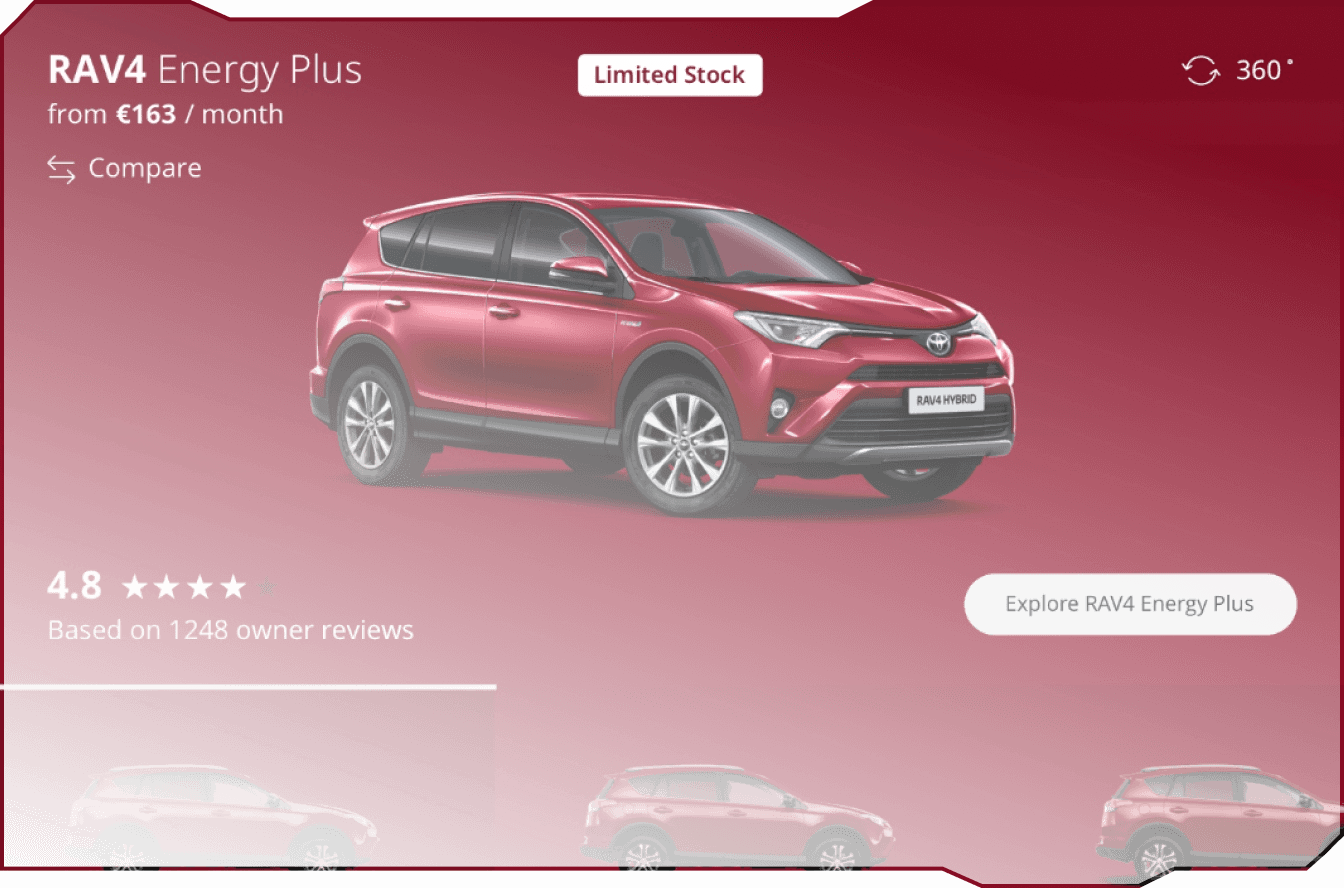 RAV4 Energy Plus
from €163 / month
Compare
Limited Stock
360°
RAV4 HYBRID
4.8
Based on 1248 owner reviews
Explore RAV4 Energy Plus